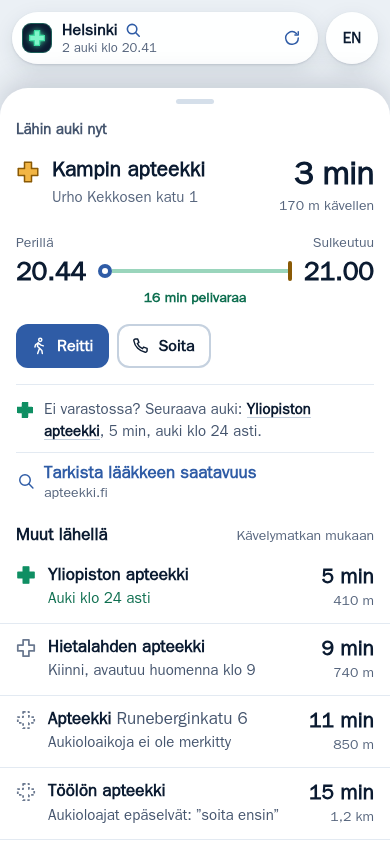 Helsinki
2 auki klo 20.41
EN
Lähin auki nyt
Kampin apteekki
3 min
Urho Kekkosen katu 1
170 m kävellen
Perillä
Sulkeutuu
20.44
21.00
16 min pelivaraa
Reitti
Soita
Ei varastossa? Seuraava auki: Yliopiston
apteekki, 5 min, auki klo 24 asti.
Tarkista lääkkeen saatavuus
apteekki.fi
Muut lähellä
Kävelymatkan mukaan
Yliopiston apteekki
5 min
Auki klo 24 asti
410 m
Hietalahden apteekki
9 min
Kiinni, avautuu huomenna klo 9
740 m
Apteekki Runeberginkatu 6
11 min
Aukioloaikoja ei ole merkitty
850 m
Töölön apteekki
15 min
Aukioloajat epäselvät: ”soita ensin”
1,2 km